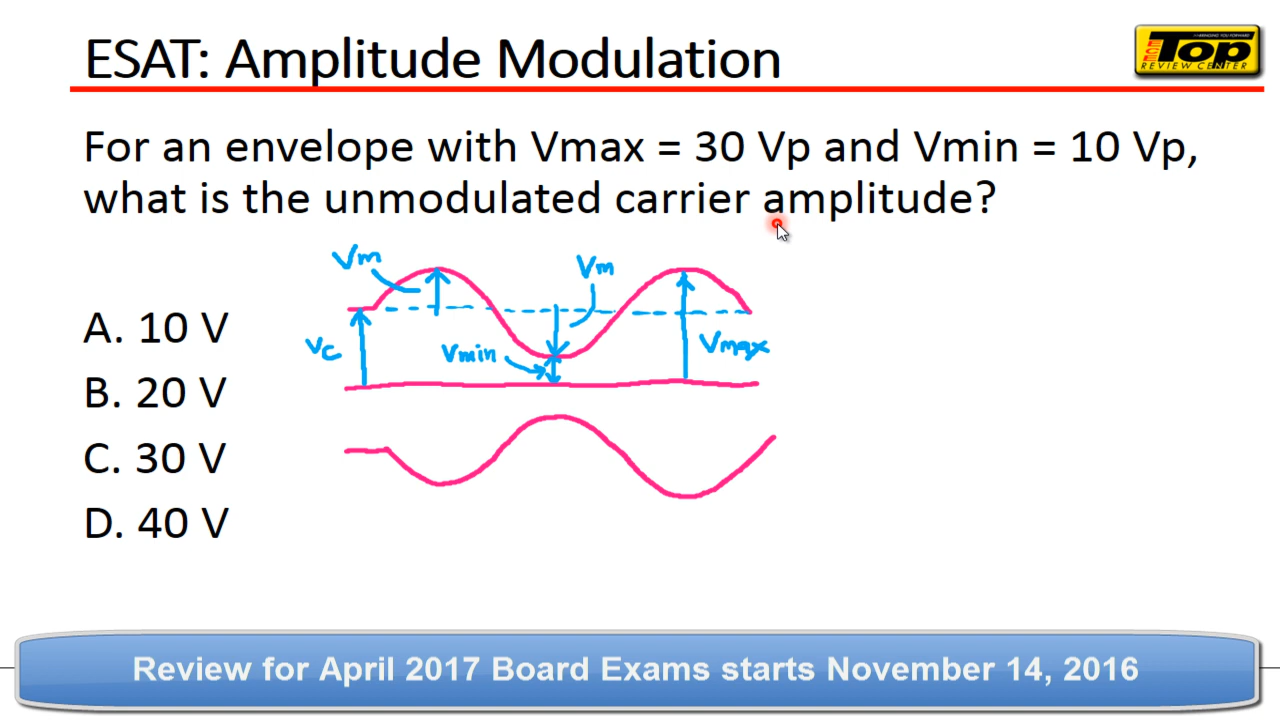 ESAT: Amplitude Modulation
ECE Top
REVIEW CENTER
For an envelope with Vmax = 30 Vp and Vmin = 10 Vp,
what is the unmodulated carrier amplitude?
Vm
Vm
A. 10 V
Vc
Vmin
Vmax
B. 20 V
C. 30 V
D. 40 V
Review for April 2017 Board Exams starts November 14, 2016